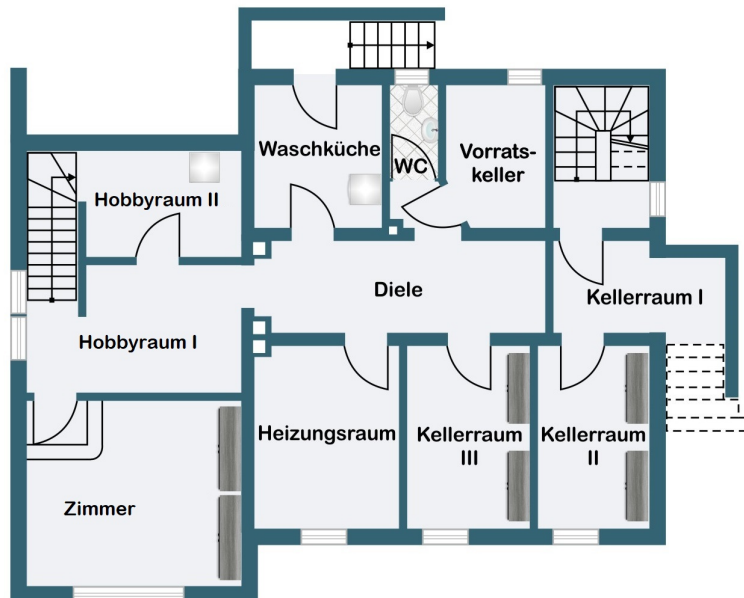 Waschküche
WC
Vorrats-
keller
Hobbyraum II
Diele
Kellerraum I
Hobbyraum I
Heizungsraum
Kellerraum
III
Kellerraum
II
Zimmer